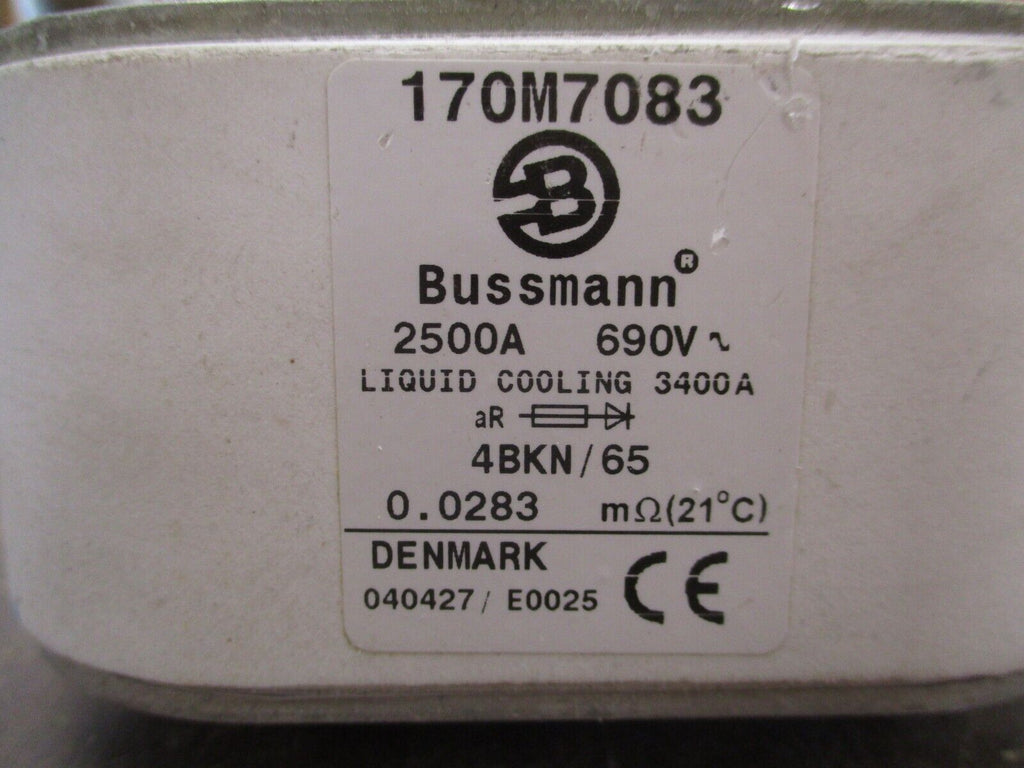 170M7083
B
Bussmann®
2500A 690V~
LIQUID COOLING 3400A
aR
4BKN/65
0.0283 mΩ(21°C)
DENMARK
040427/ E0025 CE